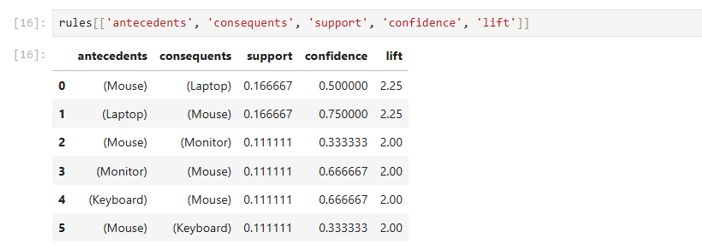 [16]: rules[['antecedents', 'consequents', 'support', 'confidence', 'lift']]
[16]: antecedents consequents support confidence lift
0 (Mouse) (Laptop) 0.166667 0.500000 2.25
1 (Laptop) (Mouse) 0.166667 0.750000 2.25
2 (Mouse) (Monitor) 0.111111 0.333333 2.00
3 (Monitor) (Mouse) 0.111111 0.666667 2.00
4 (Keyboard) (Mouse) 0.111111 0.666667 2.00
5 (Mouse) (Keyboard) 0.111111 0.333333 2.00